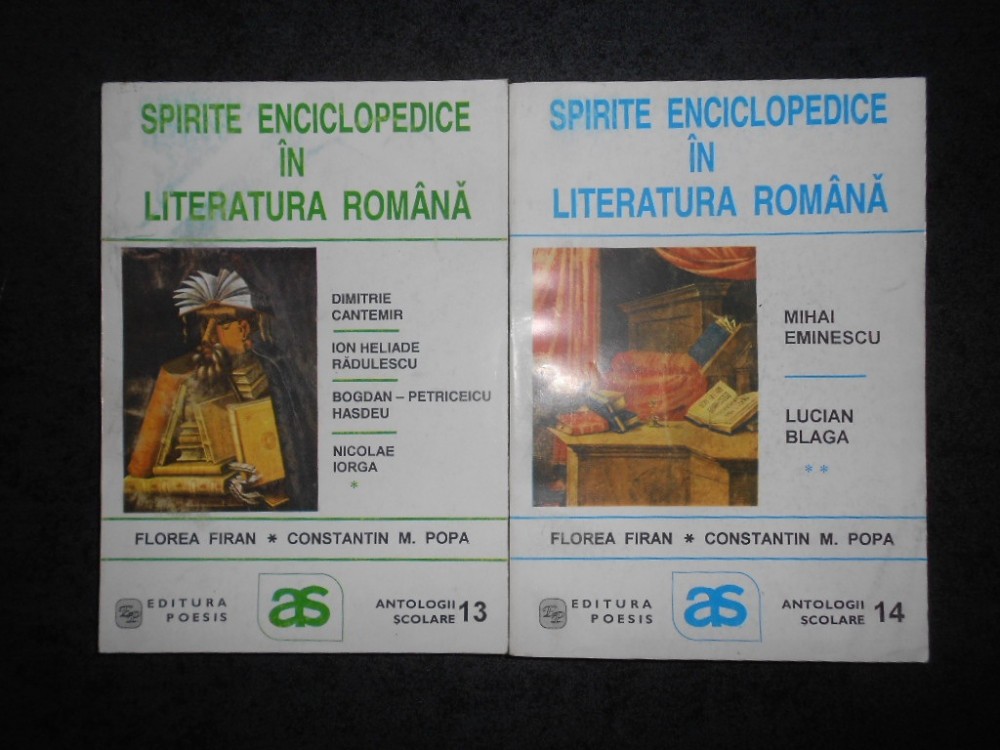 SPIRITE ENCICLOPEDICE
ÎN
LITERATURA ROMÂNĂ
DIMITRIE
CANTEMIR
ION HELIADE
RĂDULESCU
BOGDAN – PETRICEICU
HASDEU
NICOLAE
IORGA
*
FLOREA FIRAN * CONSTANTIN M. POPA
EDITURA
POESIS
as
ANTOLOGII
SCOLARE 13
SPIRITE ENCICLOPEDICE
ÎN
LITERATURA ROMÂNĂ
MIHAI
EMINESCU
LUCIAN
BLAGA
* *
FLOREA FIRAN * CONSTANTIN M. POPA
EDITURA
POESIS
as
ANTOLOGII
SCOLARE 14